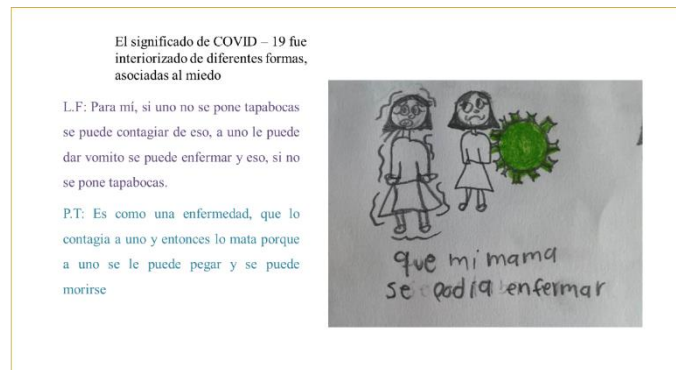 El significado de COVID – 19 fue
interiorizado de diferentes formas,
asociadas al miedo
L.F: Para mí, si uno no se pone tapabocas
se puede contagiar de eso, a uno le puede
dar vomito se puede enfermar y eso, si no
se pone tapabocas.
P.T: Es como una enfermedad, que lo
contagia a uno y entonces lo mata porque
a uno se le puede pegar y se puede
morirse
que mi mama
se podia enfermar